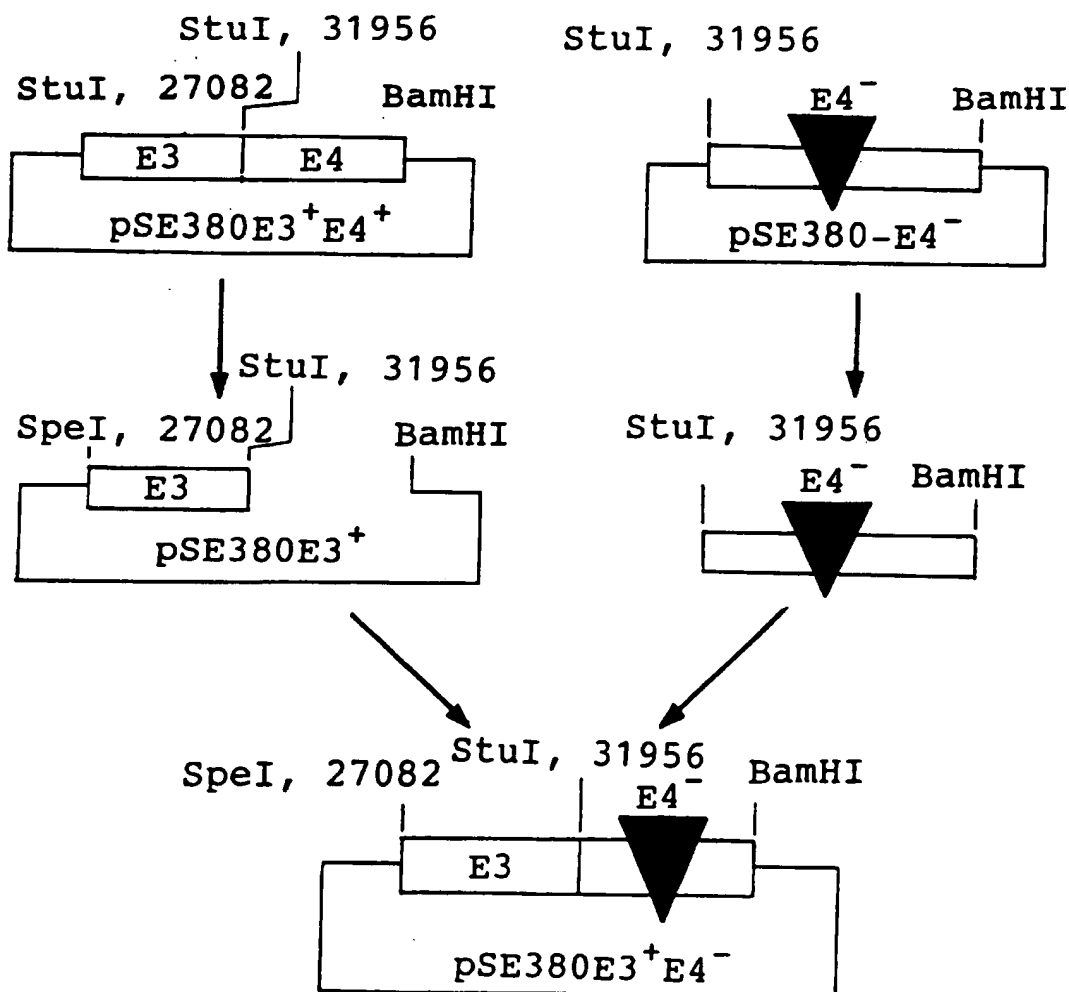 StuI, 31956
StuI, 27082
BamHI
E3
E4
pSE380E3⁺E4⁺
StuI, 31956
E4⁻
BamHI
pSE380-E4⁻
StuI, 31956
SpeI, 27082
BamHI
E3
pSE380E3⁺
StuI, 31956
E4⁻
BamHI
StuI, 31956
SpeI, 27082
E4⁻
BamHI
E3
pSE380E3⁺E4⁻